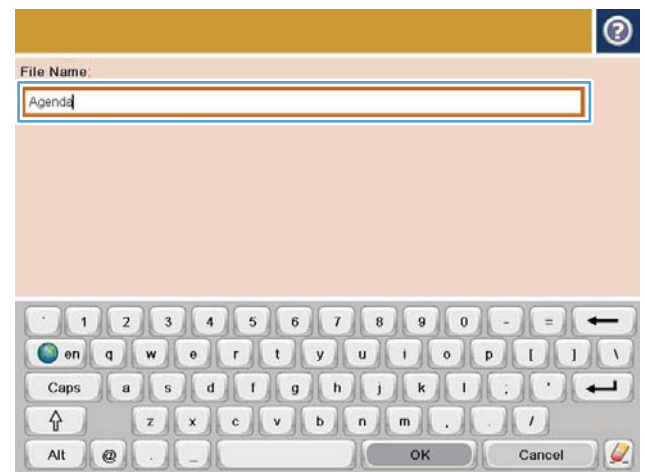 ?
File Name:
Agenda
` 1 2 3 4 5 6 7 8 9 0 - =
en q w e r t y u i o p [ ] \
Caps a s d f g h j k l ; '
z x c v b n m , . /
Alt @ . _ OK Cancel